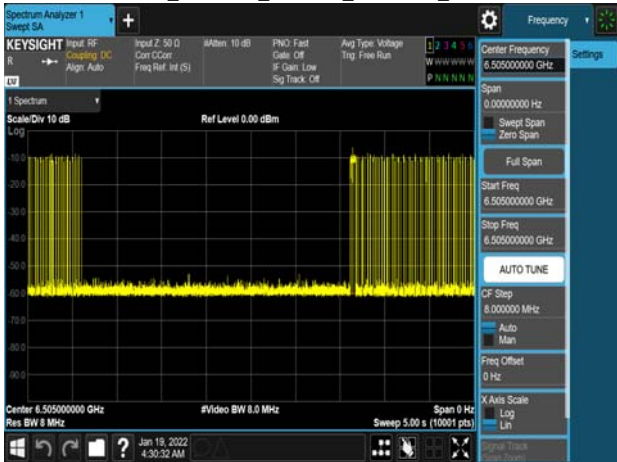 Spectrum Analyzer 1
Swept SA
Frequency
KEYSIGHT
R
Input: RF
Coupling: DC
Align: Auto
Input Z: 50 Ω
Corr CCorr
Freq Ref: Int (S)
#Atten: 10 dB
PNO: Fast
Gate: Off
IF Gain: Low
Sig Track: Off
Avg Type: Voltage
Trig: Free Run
1 2 3 4 5 6
W W W W W W
P N N N N N
LXI
1 Spectrum
Scale/Div 10 dB
Ref Level 0.00 dBm
Log
-10.0
-20.0
-30.0
-40.0
-50.0
-60.0
-70.0
-80.0
-90.0
Center 6.505000000 GHz
#Video BW 8.0 MHz
Span 0 Hz
Res BW 8 MHz
Sweep 5.00 s (10001 pts)
?
Jan 19, 2022
4:30:32 AM
Center Frequency
6.505000000 GHz
Settings
Span
0.00000000 Hz
Swept Span
Zero Span
Full Span
Start Freq
6.505000000 GHz
Stop Freq
6.505000000 GHz
AUTO TUNE
CF Step
8.000000 MHz
Auto
Man
Freq Offset
0 Hz
X Axis Scale
Log
Lin
Signal Track
(Span Zoom)